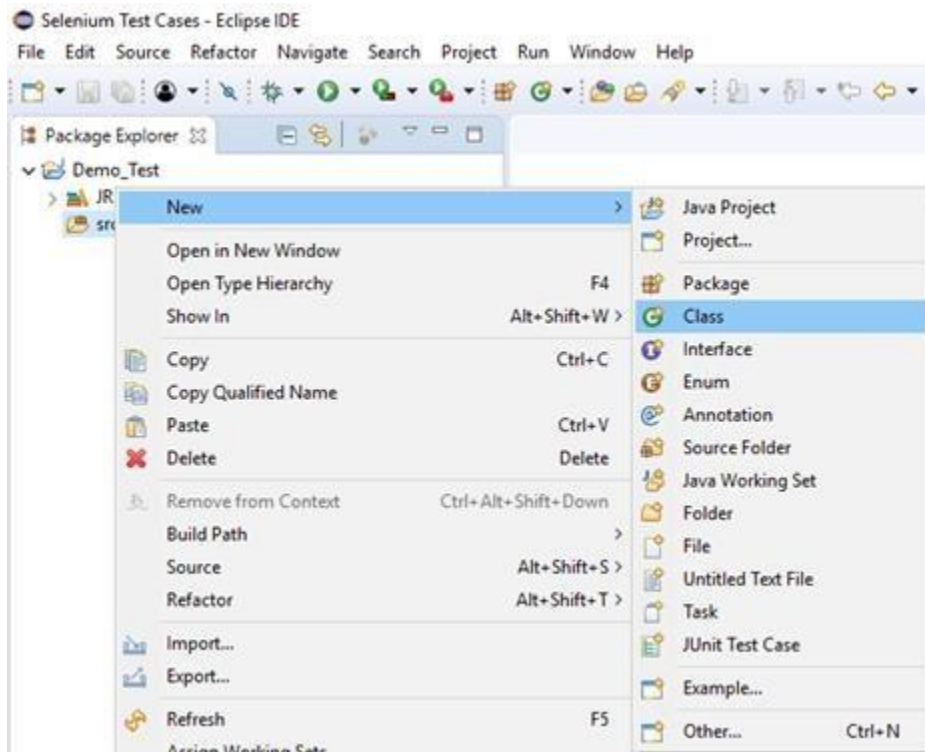 Selenium Test Cases - Eclipse IDE
File Edit Source Refactor Navigate Search Project Run Window Help
Package Explorer
Demo_Test
JR
src
New
Open in New Window
Open Type Hierarchy F4
Show In Alt+Shift+W >
Copy Ctrl+C
Copy Qualified Name
Paste Ctrl+V
Delete Delete
Remove from Context Ctrl+Alt+Shift+Down
Build Path >
Source Alt+Shift+S >
Refactor Alt+Shift+T >
Import...
Export...
Refresh F5
Assign Working Sets
Java Project
Project...
Package
Class
Interface
Enum
Annotation
Source Folder
Java Working Set
Folder
File
Untitled Text File
Task
JUnit Test Case
Example...
Other... Ctrl+N